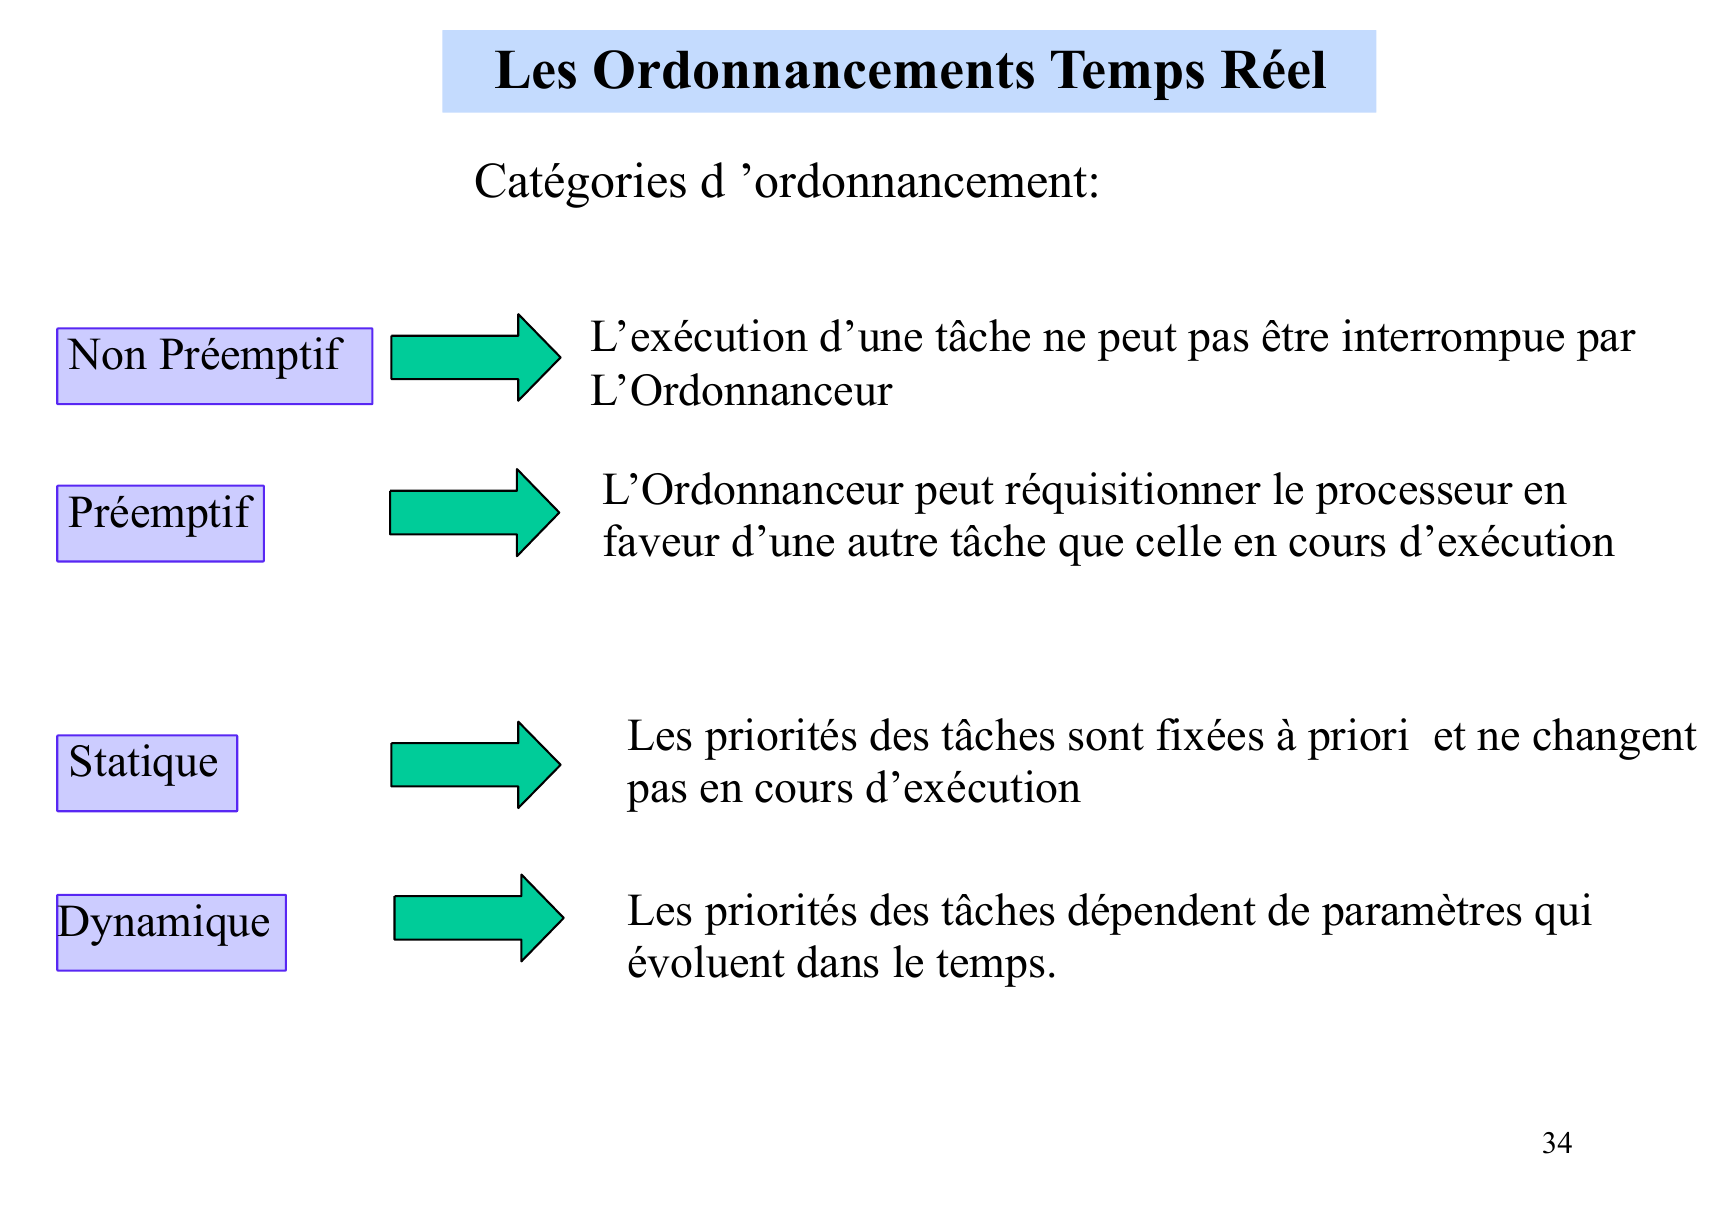 Les Ordonnancements Temps Réel
Catégories d ’ordonnancement:
Non Préemptif
L’exécution d’une tâche ne peut pas être interrompue par
L’Ordonnanceur
Préemptif
L’Ordonnanceur peut réquisitionner le processeur en
faveur d’une autre tâche que celle en cours d’exécution
Statique
Les priorités des tâches sont fixées à priori  et ne changent
pas en cours d’exécution
Dynamique
Les priorités des tâches dépendent de paramètres qui
évoluent dans le temps.
34